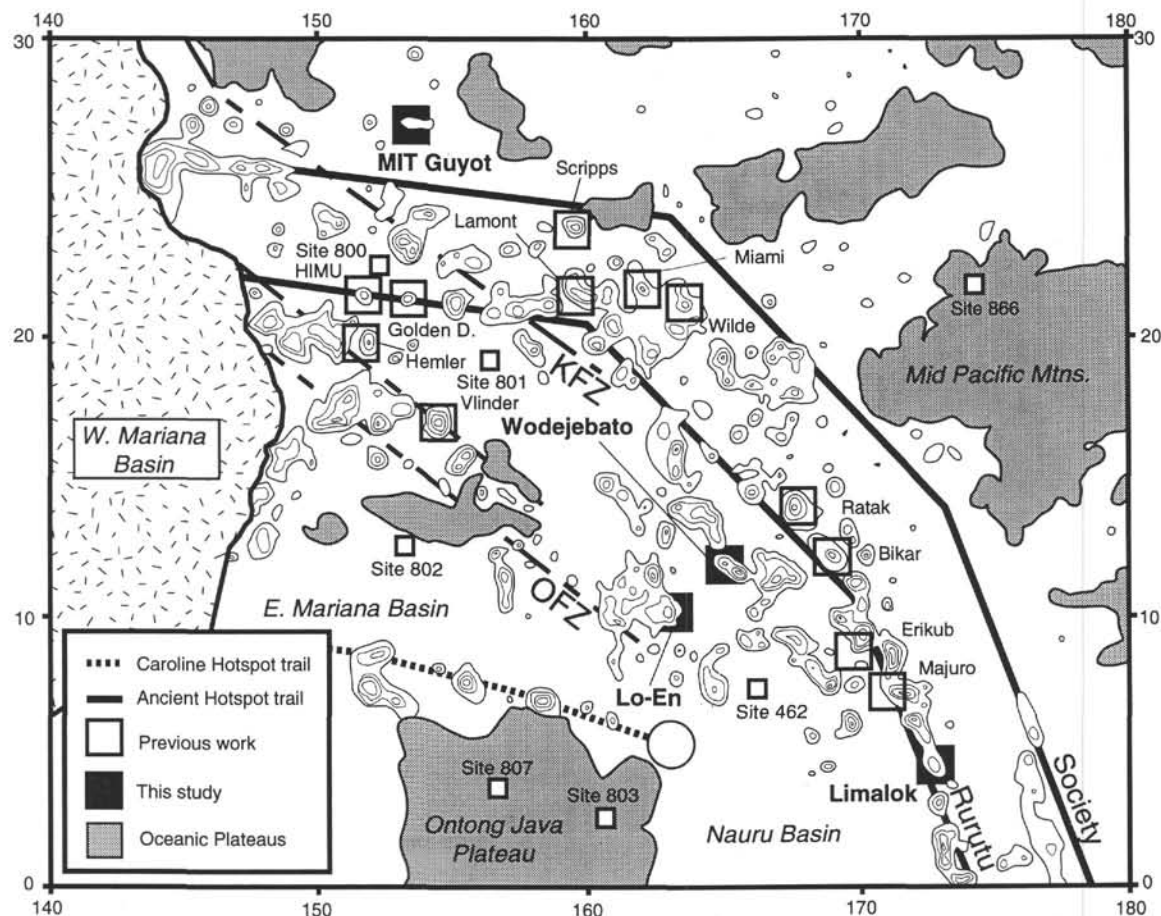 140
150
160
170
180
30
30
MIT Guyot
Scripps
Lamont
Site 800
HIMU
Miami
Site 866
20
20
Golden D.
Wilde
Hemler
KFZ
Site 801
Mid Pacific Mtns.
Vlinder
Wodejebato
W. Mariana
Basin
Ratak
Site 802
Bikar
OFZ
E. Mariana Basin
10
10
Erikub
Majuro
Caroline Hotspot trail
Ancient Hotspot trail
Previous work
This study
Oceanic Plateaus
Lo-En
Site 462
Site 807
Site 803
Limalok
Society
Rurutu
Ontong Java
Plateau
Nauru Basin
0
0
140
150
160
170
180